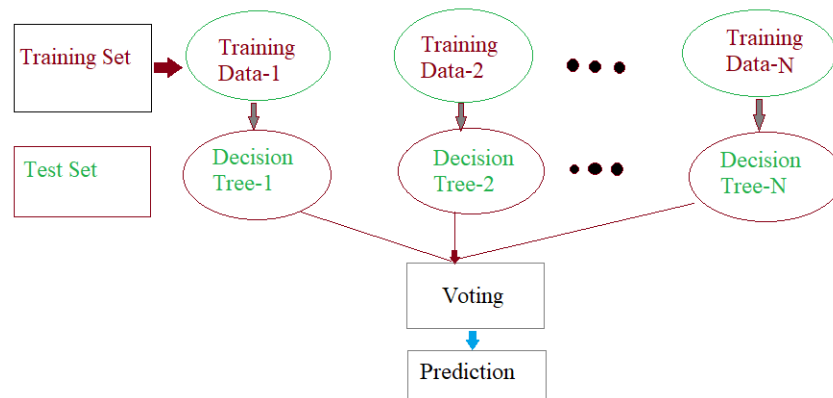 Training Set
Training
Data-1
Training
Data-2
Training
Data-N
Test Set
Decision
Tree-1
Decision
Tree-2
Decision
Tree-N
Voting
Prediction